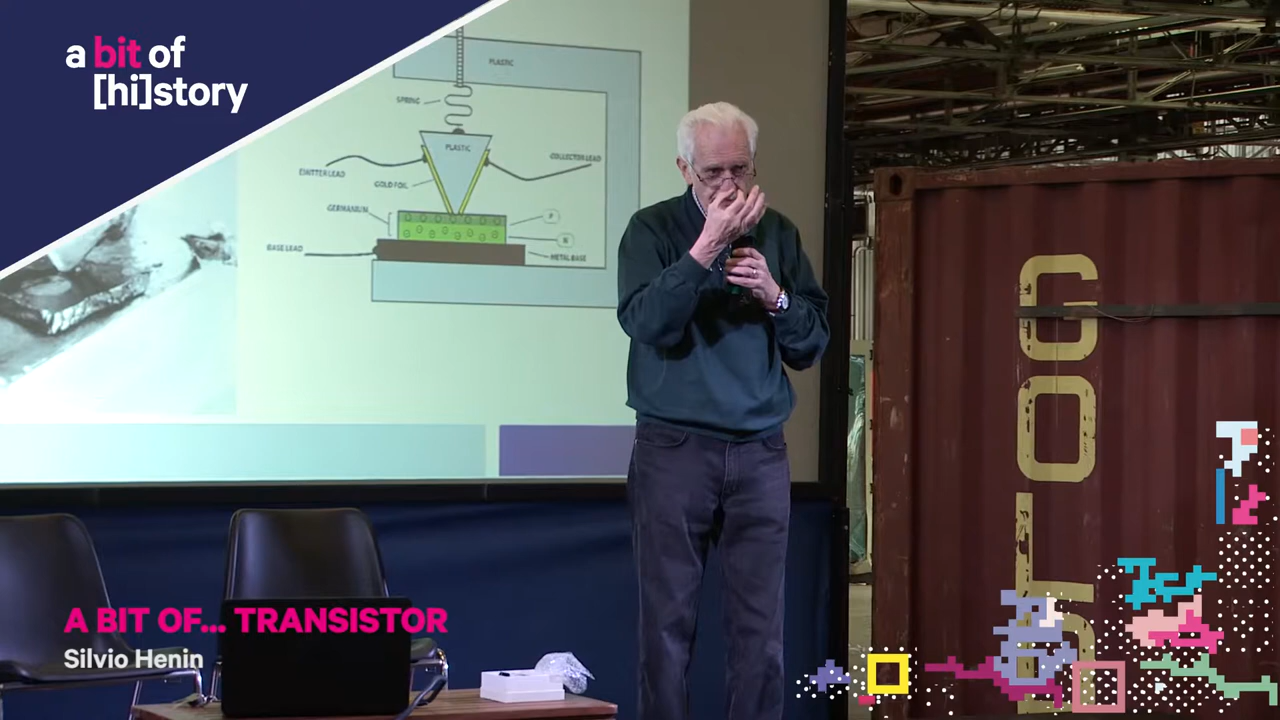 a bit of
[hi]story
PLASTIC
SPRING
PLASTIC
EMITTER LEAD
COLLECTOR LEAD
GOLD FOIL
GERMANIUM
P
N
BASE LEAD
METAL BASE
GOLD
A BIT OF... TRANSISTOR
Silvio Henin